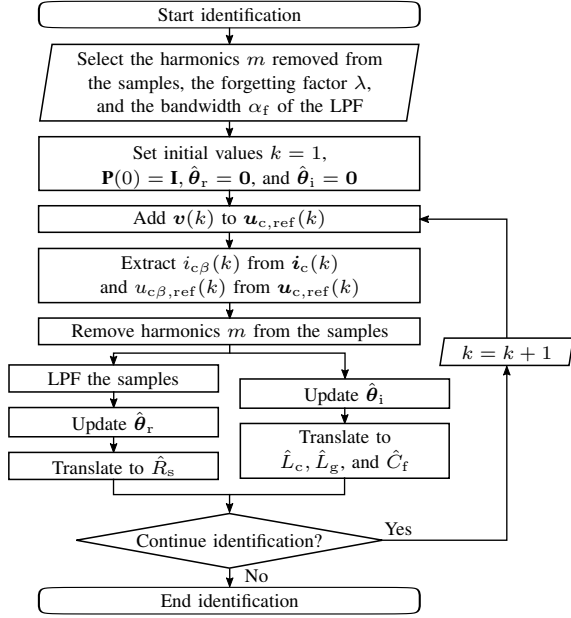 Start identification
Select the harmonics m removed from
the samples, the forgetting factor λ,
and the bandwidth α_f of the LPF
Set initial values k = 1,
P(0) = I, θ̂_r = 0, and θ̂_i = 0
Add v(k) to u_c,ref(k)
Extract i_cβ(k) from i_c(k)
and u_cβ,ref(k) from u_c,ref(k)
Remove harmonics m from the samples
k = k + 1
LPF the samples
Update θ̂_r
Translate to R̂_s
Update θ̂_i
Translate to
L̂_c, L̂_g, and Ĉ_f
Continue identification?
Yes
No
End identification